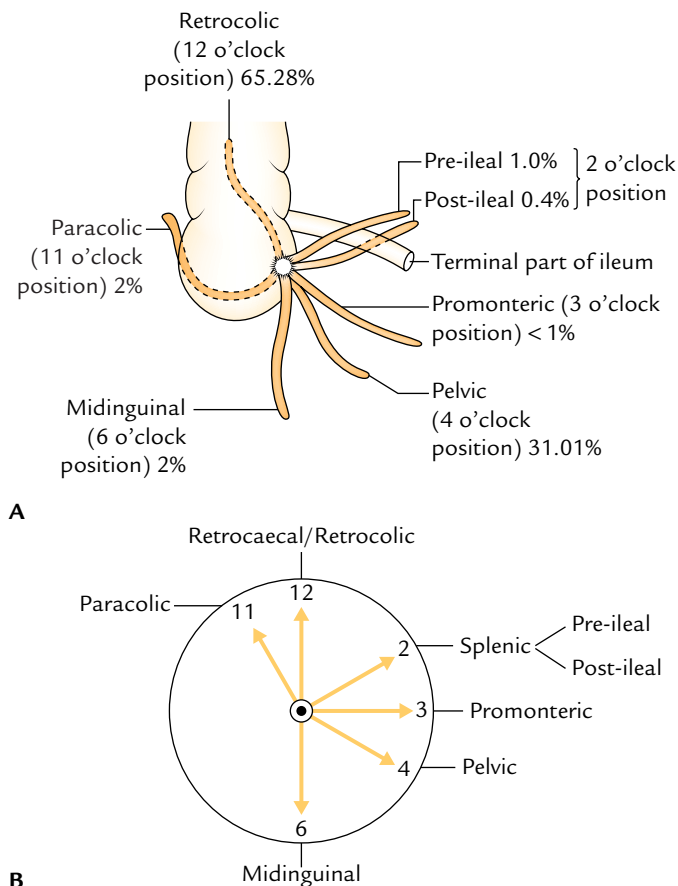 Retrocolic
(12 o'clock
position) 65.28%
Pre-ileal 1.0%
Post-ileal 0.4%
2 o'clock
position
Paracolic
(11 o'clock
position) 2%
Terminal part of ileum
Promonteric (3 o'clock
position) < 1%
Pelvic
(4 o'clock
position) 31.01%
Midinguinal
(6 o'clock
position) 2%
A
Retrocaecal/Retrocolic
Paracolic
12
11
2
Splenic
Pre-ileal
Post-ileal
3
Promonteric
4
Pelvic
6
Midinguinal
B